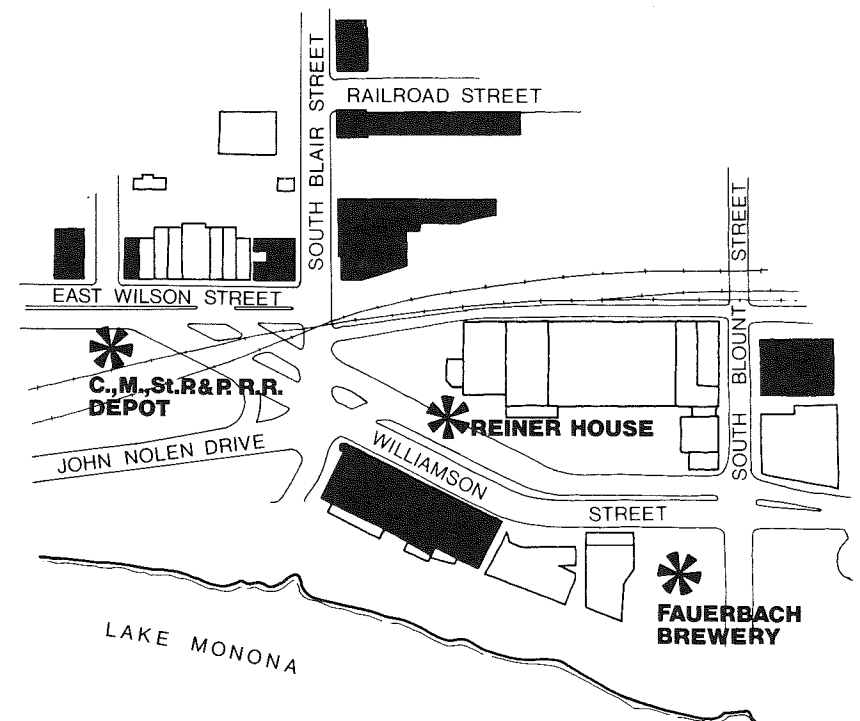 RAILROAD STREET
SOUTH BLAIR STREET
SOUTH BLOUNT STREET
EAST WILSON STREET
C.,M.,St.P.&P. R.R.
DEPOT
REINER HOUSE
JOHN NOLEN DRIVE
WILLIAMSON STREET
FAUERBACH
BREWERY
LAKE MONONA